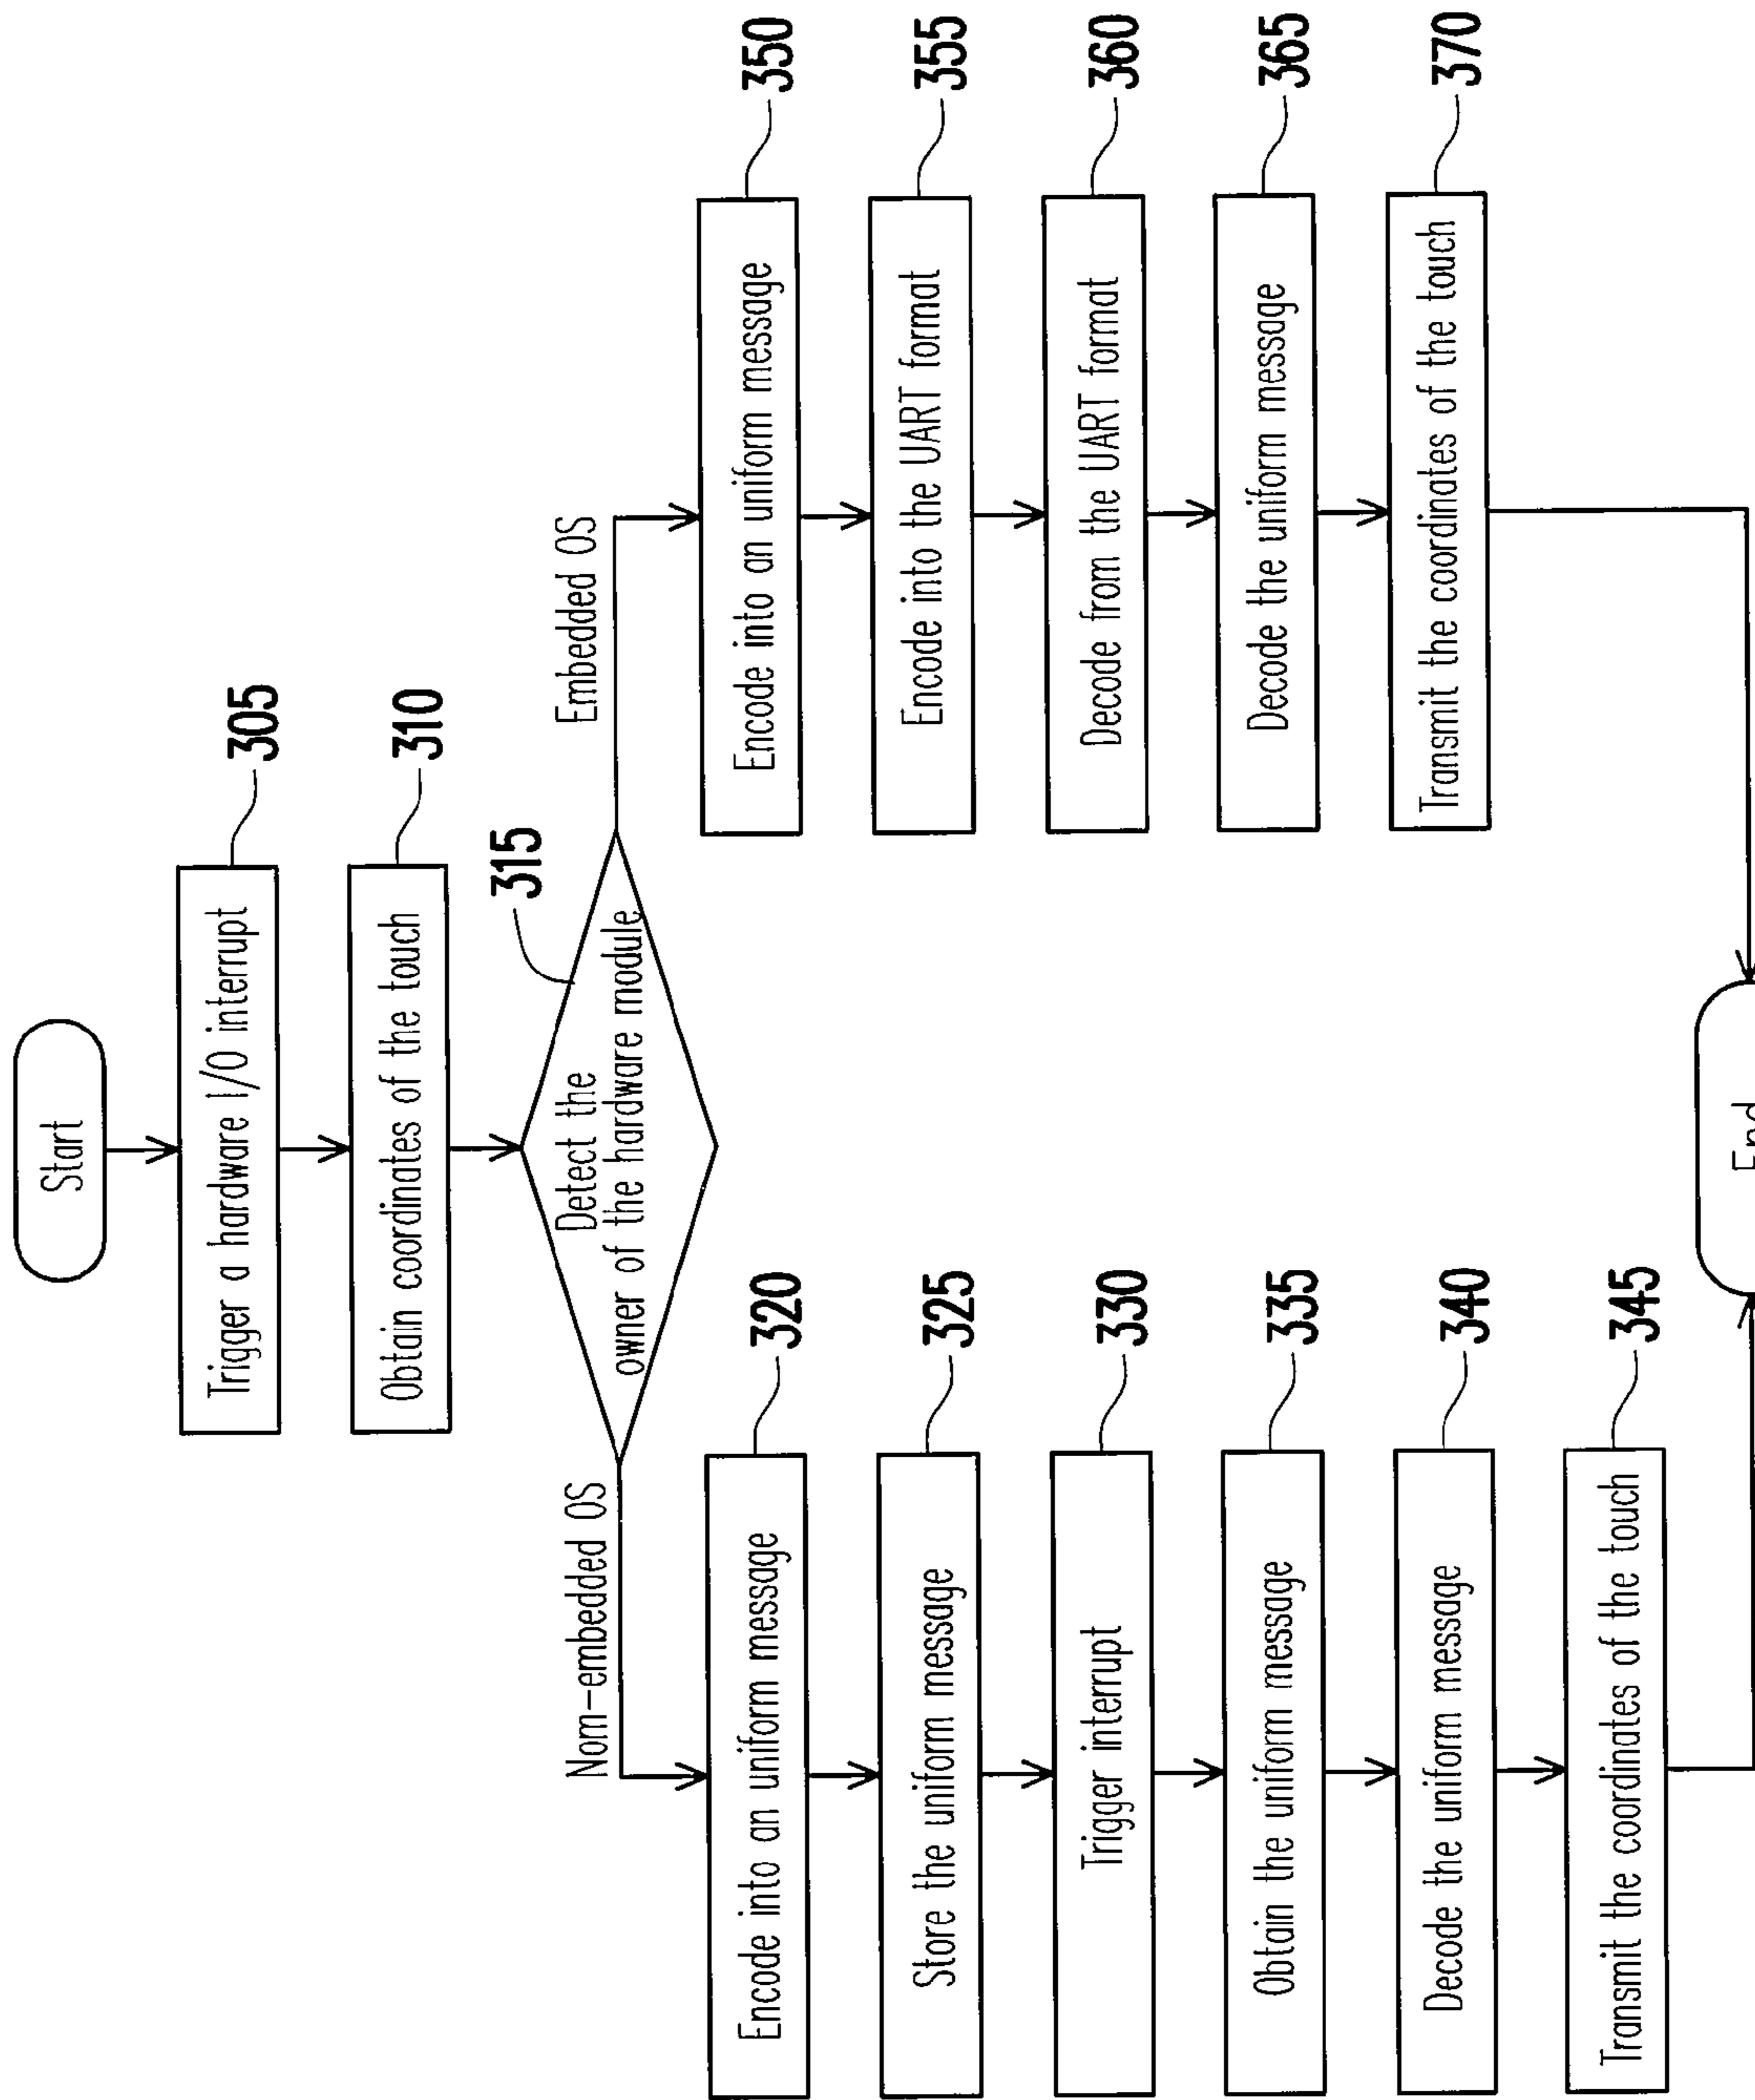 Start
Trigger a hardware I/O interrupt
305
Obtain coordinates of the touch
310
Detect the
owner of the hardware module
315
Nom-embedded OS
Embedded OS
Encode into an uniform message
320
Store the uniform message
325
Trigger interrupt
330
Obtain the uniform message
335
Decode the uniform message
340
Transmit the coordinates of the touch
345
Encode into an uniform message
350
Encode into the UART format
355
Decode from the UART format
360
Decode the uniform message
365
Transmit the coordinates of the touch
370
End